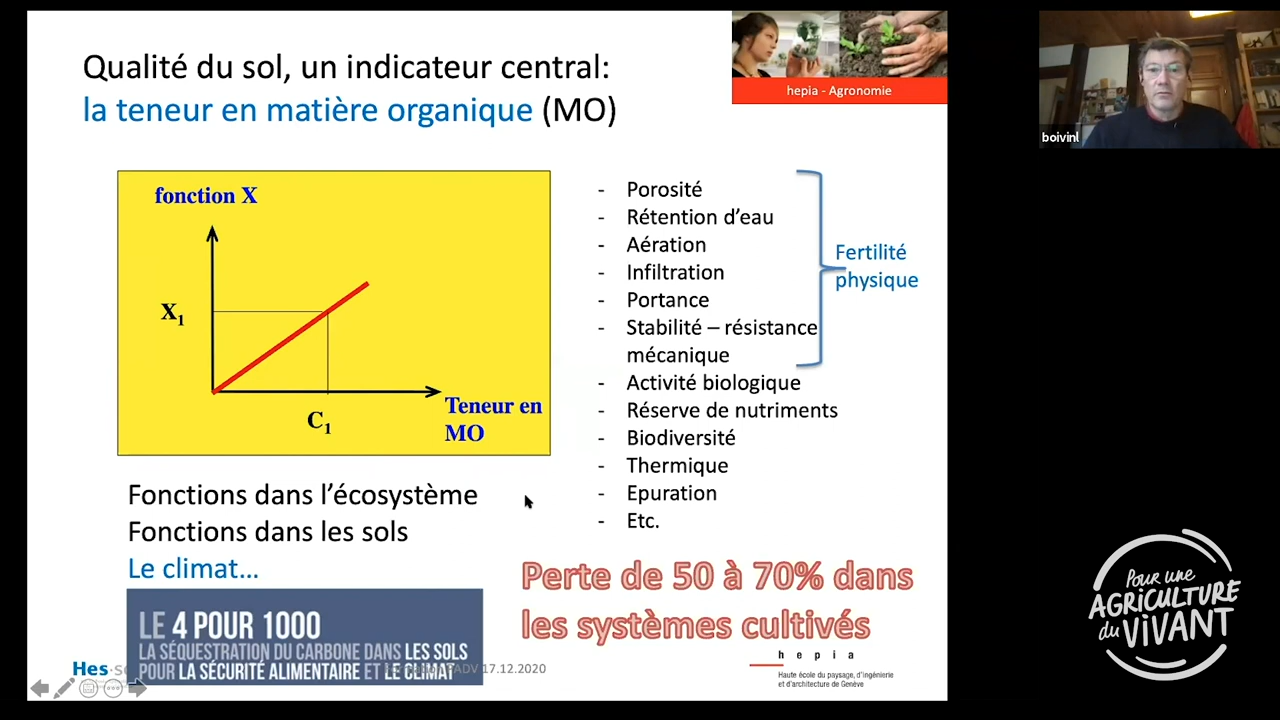 Qualité du sol, un indicateur central:
la teneur en matière organique (MO)
hepia - Agronomie
boivinl
fonction X
X1
C1
Teneur en
MO
- Porosité
- Rétention d'eau
- Aération
- Infiltration
- Portance
- Stabilité – résistance
mécanique
- Activité biologique
- Réserve de nutriments
- Biodiversité
- Thermique
- Epuration
- Etc.
Fertilité
physique
Fonctions dans l'écosystème
Fonctions dans les sols
Le climat...
Perte de 50 à 70% dans
les systèmes cultivés
LE 4 POUR 1000
LA SÉQUESTRATION DU CARBONE DANS LES SOLS
POUR LA SÉCURITÉ ALIMENTAIRE ET LE CLIMAT
Hes
17.12.2020
hepia
Haute école du paysage, d'ingénierie
et d'architecture de Genève
Pour une
AGRICULTURE
du VIVANT